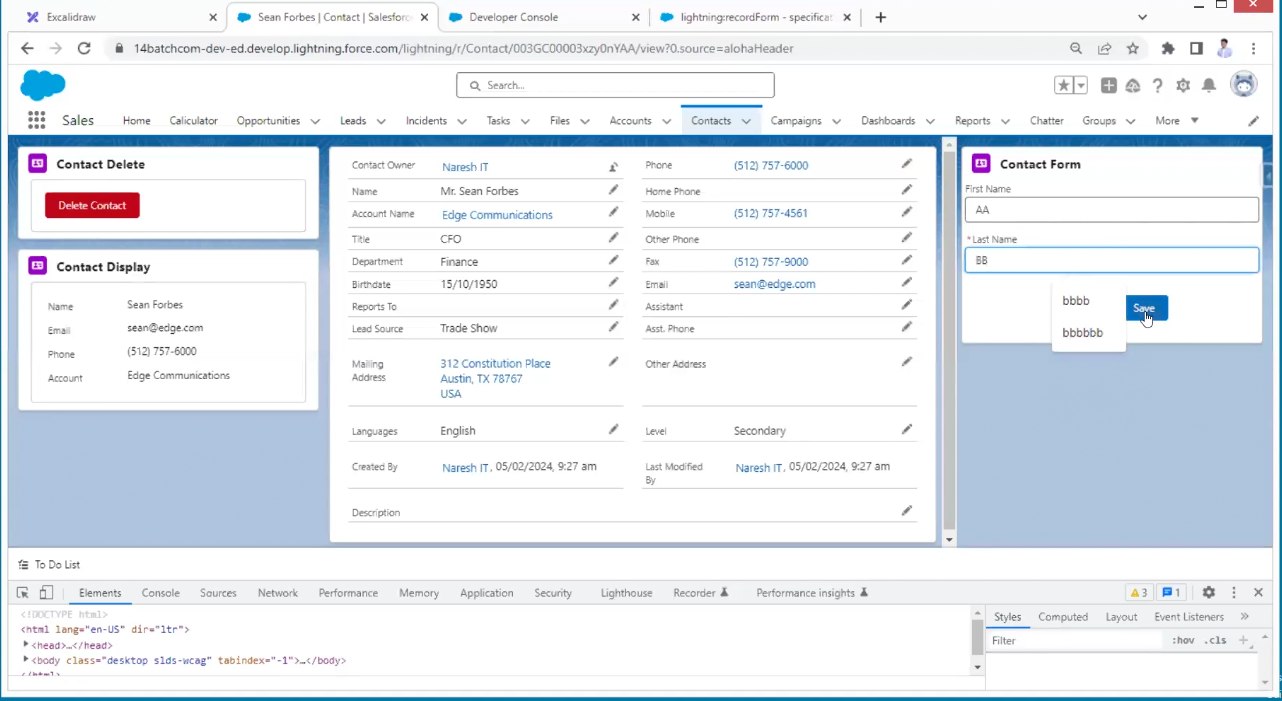 Excalidraw
Sean Forbes | Contact | Salesforc
Developer Console
lightning:recordForm - specificat
14batchcom-dev-ed.develop.lightning.force.com/lightning/r/Contact/003GC00003xzy0nYAA/view?0.source=alohaHeader
Search...
Sales Home Calculator Opportunities Leads Incidents Tasks Files Accounts Contacts Campaigns Dashboards Reports Chatter Groups More
Contact Delete
Delete Contact
Contact Display
Name Sean Forbes
Email sean@edge.com
Phone (512) 757-6000
Account Edge Communications
Contact Owner Naresh IT
Name Mr. Sean Forbes
Account Name Edge Communications
Title CFO
Department Finance
Birthdate 15/10/1950
Reports To
Lead Source Trade Show
Mailing Address
312 Constitution Place
Austin, TX 78767
USA
Languages English
Created By Naresh IT, 05/02/2024, 9:27 am
Description
Phone (512) 757-6000
Home Phone
Mobile (512) 757-4561
Other Phone
Fax (512) 757-9000
Email sean@edge.com
Assistant
Asst. Phone
Other Address
Level Secondary
Last Modified By Naresh IT, 05/02/2024, 9:27 am
Contact Form
First Name
AA
*Last Name
BB
bbbb
bbbbbb
Save
To Do List
Elements Console Sources Network Performance Memory Application Security Lighthouse Recorder Performance insights 3 1
<!DOCTYPE html>
<html lang="en-US" dir="ltr">
<head>…</head>
<body class="desktop slds-wcag" tabindex="-1">…</body>
</html>
Styles Computed Layout Event Listeners »
Filter :hov .cls +